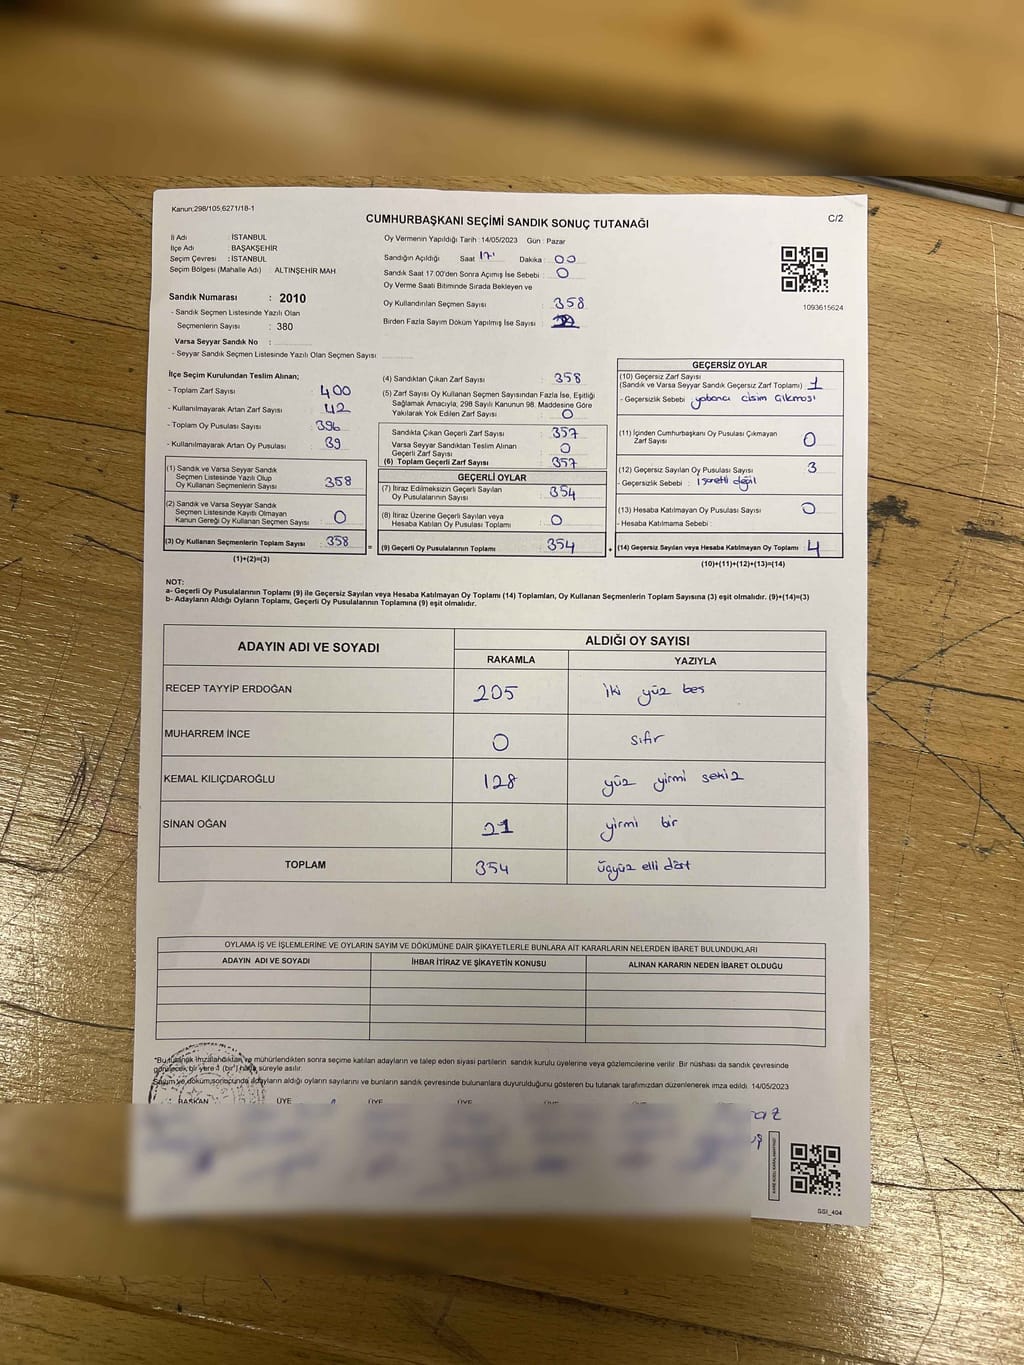 Kanun:298/105,6271/18-1
CUMHURBAŞKANI SEÇİMİ SANDIK SONUÇ TUTANAĞI
C/2
İl Adı : İSTANBUL
İlçe Adı : BAŞAKŞEHİR
Seçim Çevresi : İSTANBUL
Seçim Bölgesi (Mahalle Adı) : ALTINŞEHİR MAH
Sandık Numarası : 2010
- Sandık Seçmen Listesinde Yazılı Olan
Seçmenlerin Sayısı : 380
Varsa Seyyar Sandık No :
- Seyyar Sandık Seçmen Listesinde Yazılı Olan Seçmen Sayısı
Oy Vermenin Yapıldığı Tarih : 14/05/2023 Gün : Pazar
Sandığın Açıldığı Saat 17 Dakika : 00
Sandık Saat 17:00'den Sonra Açılmış İse Sebebi : 0
Oy Verme Saati Bitiminde Sırada Bekleyen ve
Oy Kullandırılan Seçmen Sayısı : 358
Birden Fazla Sayım Döküm Yapılmış İse Sayısı :
1093615624
İlçe Seçim Kurulundan Teslim Alınan;
- Toplam Zarf Sayısı : 400
- Kullanılmayarak Artan Zarf Sayısı : 42
- Toplam Oy Pusulası Sayısı : 396
- Kullanılmayarak Artan Oy Pusulası : 39
(1) Sandık ve Varsa Seyyar Sandık
Seçmen Listesinde Yazılı Olup
Oy Kullanan Seçmenlerin Sayısı : 358
(2) Sandık ve Varsa Seyyar Sandık
Seçmen Listesinde Kayıtlı Olmayan
Kanun Gereği Oy Kullanan Seçmen Sayısı : 0
(3) Oy Kullanan Seçmenlerin Toplam Sayısı : 358
(1)+(2)=(3)
(4) Sandıktan Çıkan Zarf Sayısı : 358
(5) Zarf Sayısı Oy Kullanan Seçmen Sayısından Fazla İse, Eşitliği
Sağlamak Amacıyla, 298 Sayılı Kanunun 98. Maddesine Göre
Yakılarak Yok Edilen Zarf Sayısı : 0
Sandıkta Çıkan Geçerli Zarf Sayısı : 357
Varsa Seyyar Sandıktan Teslim Alınan
Geçerli Zarf Sayısı : 0
(6) Toplam Geçerli Zarf Sayısı : 357
GEÇERLİ OYLAR
(7) İtiraz Edilmeksizin Geçerli Sayılan
Oy Pusulalarının Sayısı : 354
(8) İtiraz Üzerine Geçerli Sayılan veya
Hesaba Katılan Oy Pusulası Toplamı : 0
= (9) Geçerli Oy Pusulalarının Toplamı : 354
GEÇERSİZ OYLAR
(10) Geçersiz Zarf Sayısı
(Sandık ve Varsa Seyyar Sandık Geçersiz Zarf Toplamı) : 1
- Geçersizlik Sebebi : yabancı cisim çıkması
(11) İçinden Cumhurbaşkanı Oy Pusulası Çıkmayan
Zarf Sayısı : 0
(12) Geçersiz Sayılan Oy Pusulası Sayısı : 3
- Geçersizlik Sebebi : İşaretli değil
(13) Hesaba Katılmayan Oy Pusulası Sayısı : 0
- Hesaba Katılmama Sebebi :
+ (14) Geçersiz Sayılan veya Hesaba Katılmayan Oy Toplamı : 4
(10)+(11)+(12)+(13)=(14)
NOT:
a- Geçerli Oy Pusulalarının Toplamı (9) ile Geçersiz Sayılan veya Hesaba Katılmayan Oy Toplamı (14) Toplamları, Oy Kullanan Seçmenlerin Toplam Sayısına (3) eşit olmalıdır. (9)+(14)=(3)
b- Adayların Aldığı Oyların Toplamı, Geçerli Oy Pusulalarının Toplamına (9) eşit olmalıdır.
ADAYIN ADI VE SOYADI
ALDIĞI OY SAYISI
RAKAMLA YAZIYLA
RECEP TAYYİP ERDOĞAN 205 iki yüz beş
MUHARREM İNCE 0 sıfır
KEMAL KILIÇDAROĞLU 128 yüz yirmi sekiz
SİNAN OĞAN 21 yirmi bir
TOPLAM 354 üçyüz elli dört
OYLAMA İŞ VE İŞLEMLERİNE VE OYLARIN SAYIM VE DÖKÜMÜNE DAİR ŞİKAYETLERLE BUNLARA AİT KARARLARIN NELERDEN İBARET BULUNDUKLARI
ADAYIN ADI VE SOYADI İHBAR İTİRAZ VE ŞİKAYETİN KONUSU ALINAN KARARIN NEDEN İBARET OLDUĞU
*Bu tutanak imzalandıktan ve mühürlendikten sonra seçime katılan adayların ve talep eden siyasi partilerin sandık kurulu üyelerine veya gözlemcilerine verilir. Bir nüshası da sandık çevresinde
görülecek bir yere 1 (bir) hafta süreyle asılır.
Sayım ve döküm sonucunda adayların aldığı oyların sayılarını ve bunların sandık çevresinde bulunanlara duyurulduğunu gösteren bu tutanak tarafımızdan düzenlenerek imza edildi. 14/05/2023
BAŞKAN ÜYE ÜYE ÜYE ÜYE ÜYE
SSI_404